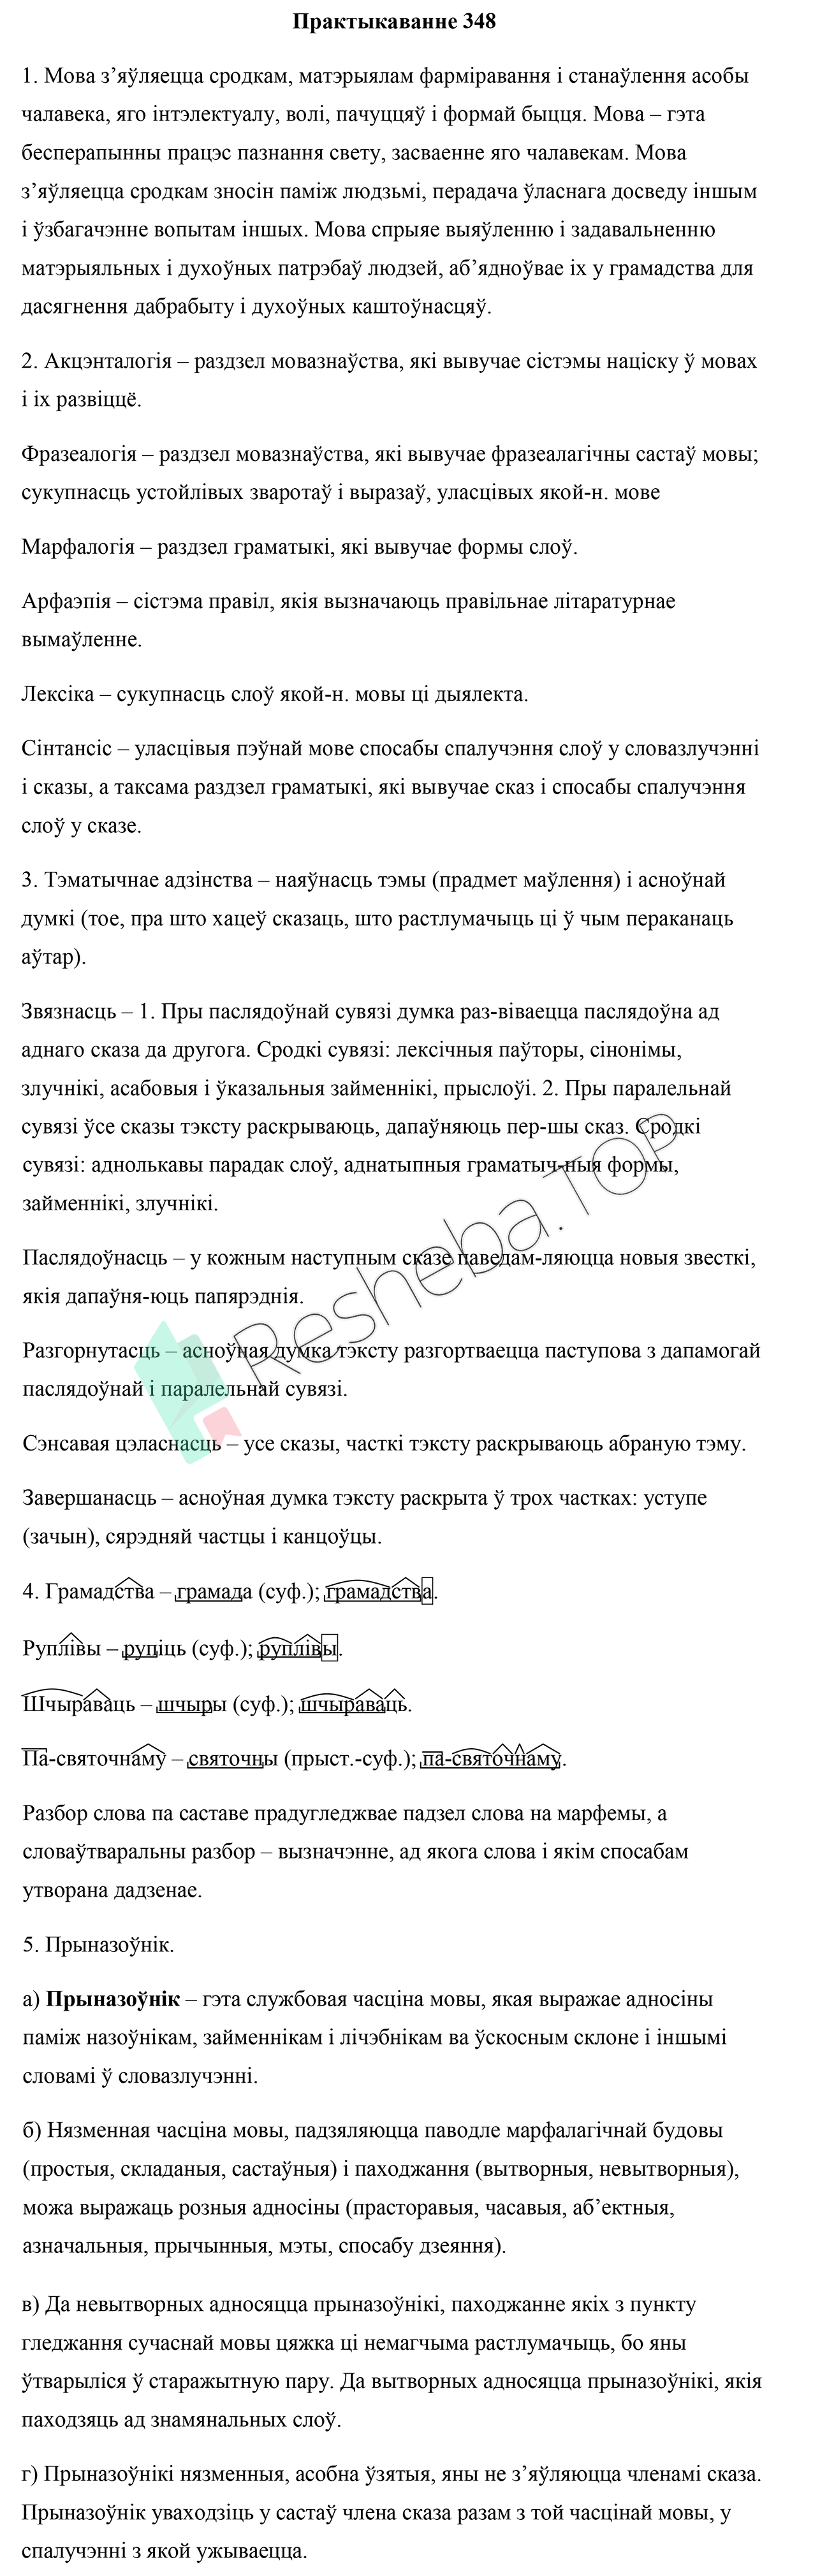 Практыкаванне 348
1. Мова з’яўляецца сродкам, матэрыялам фарміравання і станаўлення асобы
чалавека, яго інтэлектуалу, волі, пачуццяў і формай быцця. Мова – гэта
бесперапынны працэс пазнання свету, засваенне яго чалавекам. Мова
з’яўляецца сродкам зносін паміж людзьмі, перадача ўласнага досведу іншым
і ўзбагачэнне вопытам іншых. Мова спрыяе выяўленню і задавальненню
матэрыяльных і духоўных патрэбаў людзей, аб’ядноўвае іх у грамадства для
дасягнення дабрабыту і духоўных каштоўнасцяў.
2. Акцэнталогія – раздзел мовазнаўства, які вывучае сістэмы націску ў мовах
і іх развіццё.
Фразеалогія – раздзел мовазнаўства, які вывучае фразеалагічны састаў мовы;
сукупнасць устойлівых зваротаў і выразаў, уласцівых якой-н. мове
Марфалогія – раздзел граматыкі, які вывучае формы слоў.
Арфаэпія – сістэма правіл, якія вызначаюць правільнае літаратурнае
вымаўленне.
Лексіка – сукупнасць слоў якой-н. мовы ці дыялекта.
Сінтансіс – уласцівыя пэўнай мове спосабы спалучэння слоў у словазлучэнні
і сказы, а таксама раздзел граматыкі, які вывучае сказ і спосабы спалучэння
слоў у сказе.
3. Тэматычнае адзінства – наяўнасць тэмы (прадмет маўлення) і асноўнай
думкі (тое, пра што хацеў сказаць, што растлумачыць ці ў чым пераканаць
аўтар).
Звязнасць – 1. Пры паслядоўнай сувязі думка раз-віваецца паслядоўна ад
аднаго сказа да другога. Сродкі сувязі: лексічныя паўторы, сінонімы,
злучнікі, асабовыя і ўказальныя займеннікі, прыслоўі. 2. Пры паралельнай
сувязі ўсе сказы тэксту раскрываюць, дапаўняюць пер-шы сказ. Сродкі
сувязі: аднолькавы парадак слоў, аднатыпныя граматыч-ныя формы,
займеннікі, злучнікі.
Паслядоўнасць – у кожным наступным сказе паведам-ляюцца новыя звесткі,
якія дапаўня-юць папярэднія.
Resheba.TOP
Разгорнутасць – асноўная думка тэксту разгортваецца паступова з дапамогай
паслядоўнай і паралельнай сувязі.
Сэнсавая цэласнасць – усе сказы, часткі тэксту раскрываюць абраную тэму.
Завершанасць – асноўная думка тэксту раскрыта ў трох частках: уступе
(зачын), сярэдняй частцы і канцоўцы.
4. Грамадства – грамада (суф.); грамадства.
Руплівы – рупіць (суф.); руплівы.
Шчыраваць – шчыры (суф.); шчыраваць.
Па-святочнаму – святочны (прыст.-суф.); па-святочнаму.
Разбор слова па саставе прадугледжвае падзел слова на марфемы, а
словаўтваральны разбор – вызначэнне, ад якога слова і якім спосабам
утворана дадзенае.
5. Прыназоўнік.
а) Прыназоўнік – гэта службовая часціна мовы, якая выражае адносіны
паміж назоўнікам, займеннікам і лічэбнікам ва ўскосным склоне і іншымі
словамі ў словазлучэнні.
б) Нязменная часціна мовы, падзяляюцца паводле марфалагічнай будовы
(простыя, складаныя, састаўныя) і паходжання (вытворныя, невытворныя),
можа выражаць розныя адносіны (прасторавыя, часавыя, аб’ектныя,
азначальныя, прычынныя, мэты, спосабу дзеяння).
в) Да невытворных адносяцца прыназоўнікі, паходжанне якіх з пункту
гледжання сучаснай мовы цяжка ці немагчыма растлумачыць, бо яны
ўтварыліся ў старажытную пару. Да вытворных адносяцца прыназоўнікі, якія
паходзяць ад знамянальных слоў.
г) Прыназоўнікі нязменныя, асобна ўзятыя, яны не з’яўляюцца членамі сказа.
Прыназоўнік уваходзіць у састаў члена сказа разам з той часцінай мовы, у
спалучэнні з якой ужываецца.